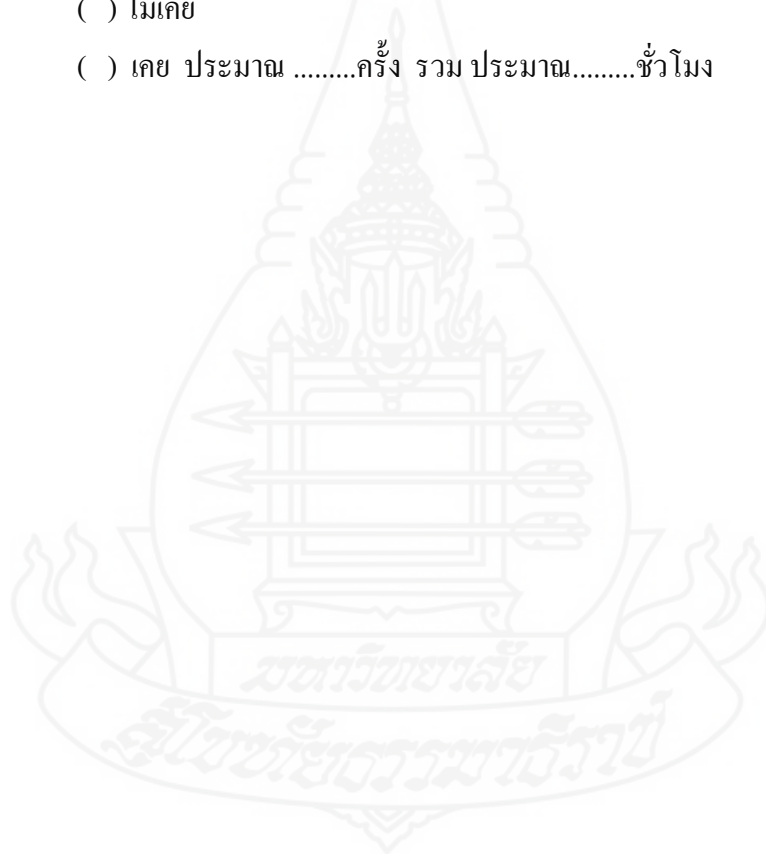 ( ) ไม่เคย
( ) เคย ประมาณ .........ครั้ง รวม ประมาณ.........ชั่วโมง
มหาวิทยาลัย
สุโขทัยธรรมาธิราช